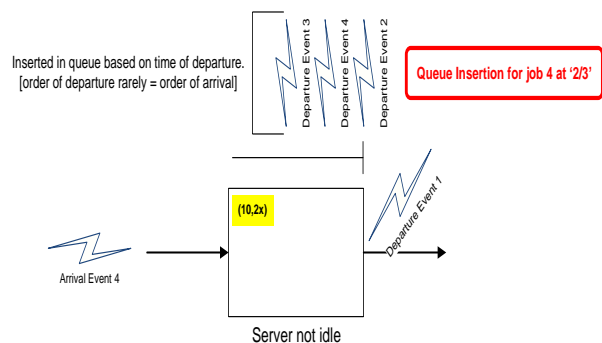 Inserted in queue based on time of departure.
[order of departure rarely = order of arrival]
Departure Event 3
Departure Event 4
Departure Event 2
Queue Insertion for job 4 at ‘2/3’
(10,2x)
Departure Event 1
Arrival Event 4
Server not idle